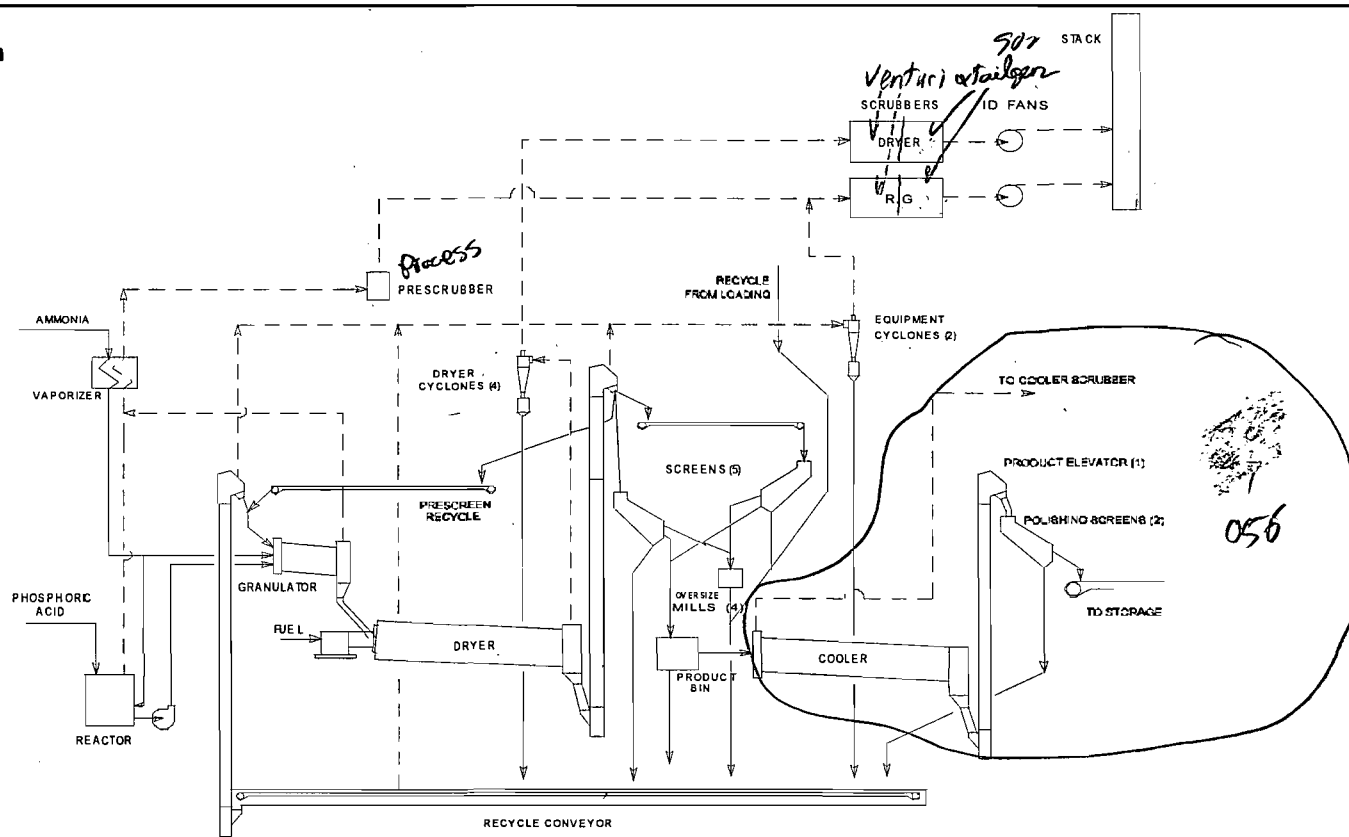 STACK
Venturi & tailgas
SCRUBBERS
ID FANS
DRYER
R/G
Process
PRESCRUBBER
RECYCLE
FROM LOADING
AMMONIA
EQUIPMENT
CYCLONES (2)
VAPORIZER
DRYER
CYCLONES (4)
TO COOLER SCRUBBER
SCREENS (5)
PRODUCT ELEVATOR (1)
PRESCREEN
RECYCLE
POLISHING SCREENS (2)
056
GRANULATOR
OVERSIZE
MILLS (4)
PHOSPHORIC
ACID
TO STORAGE
FUEL
DRYER
COOLER
PRODUCT
BIN
REACTOR
RECYCLE CONVEYOR